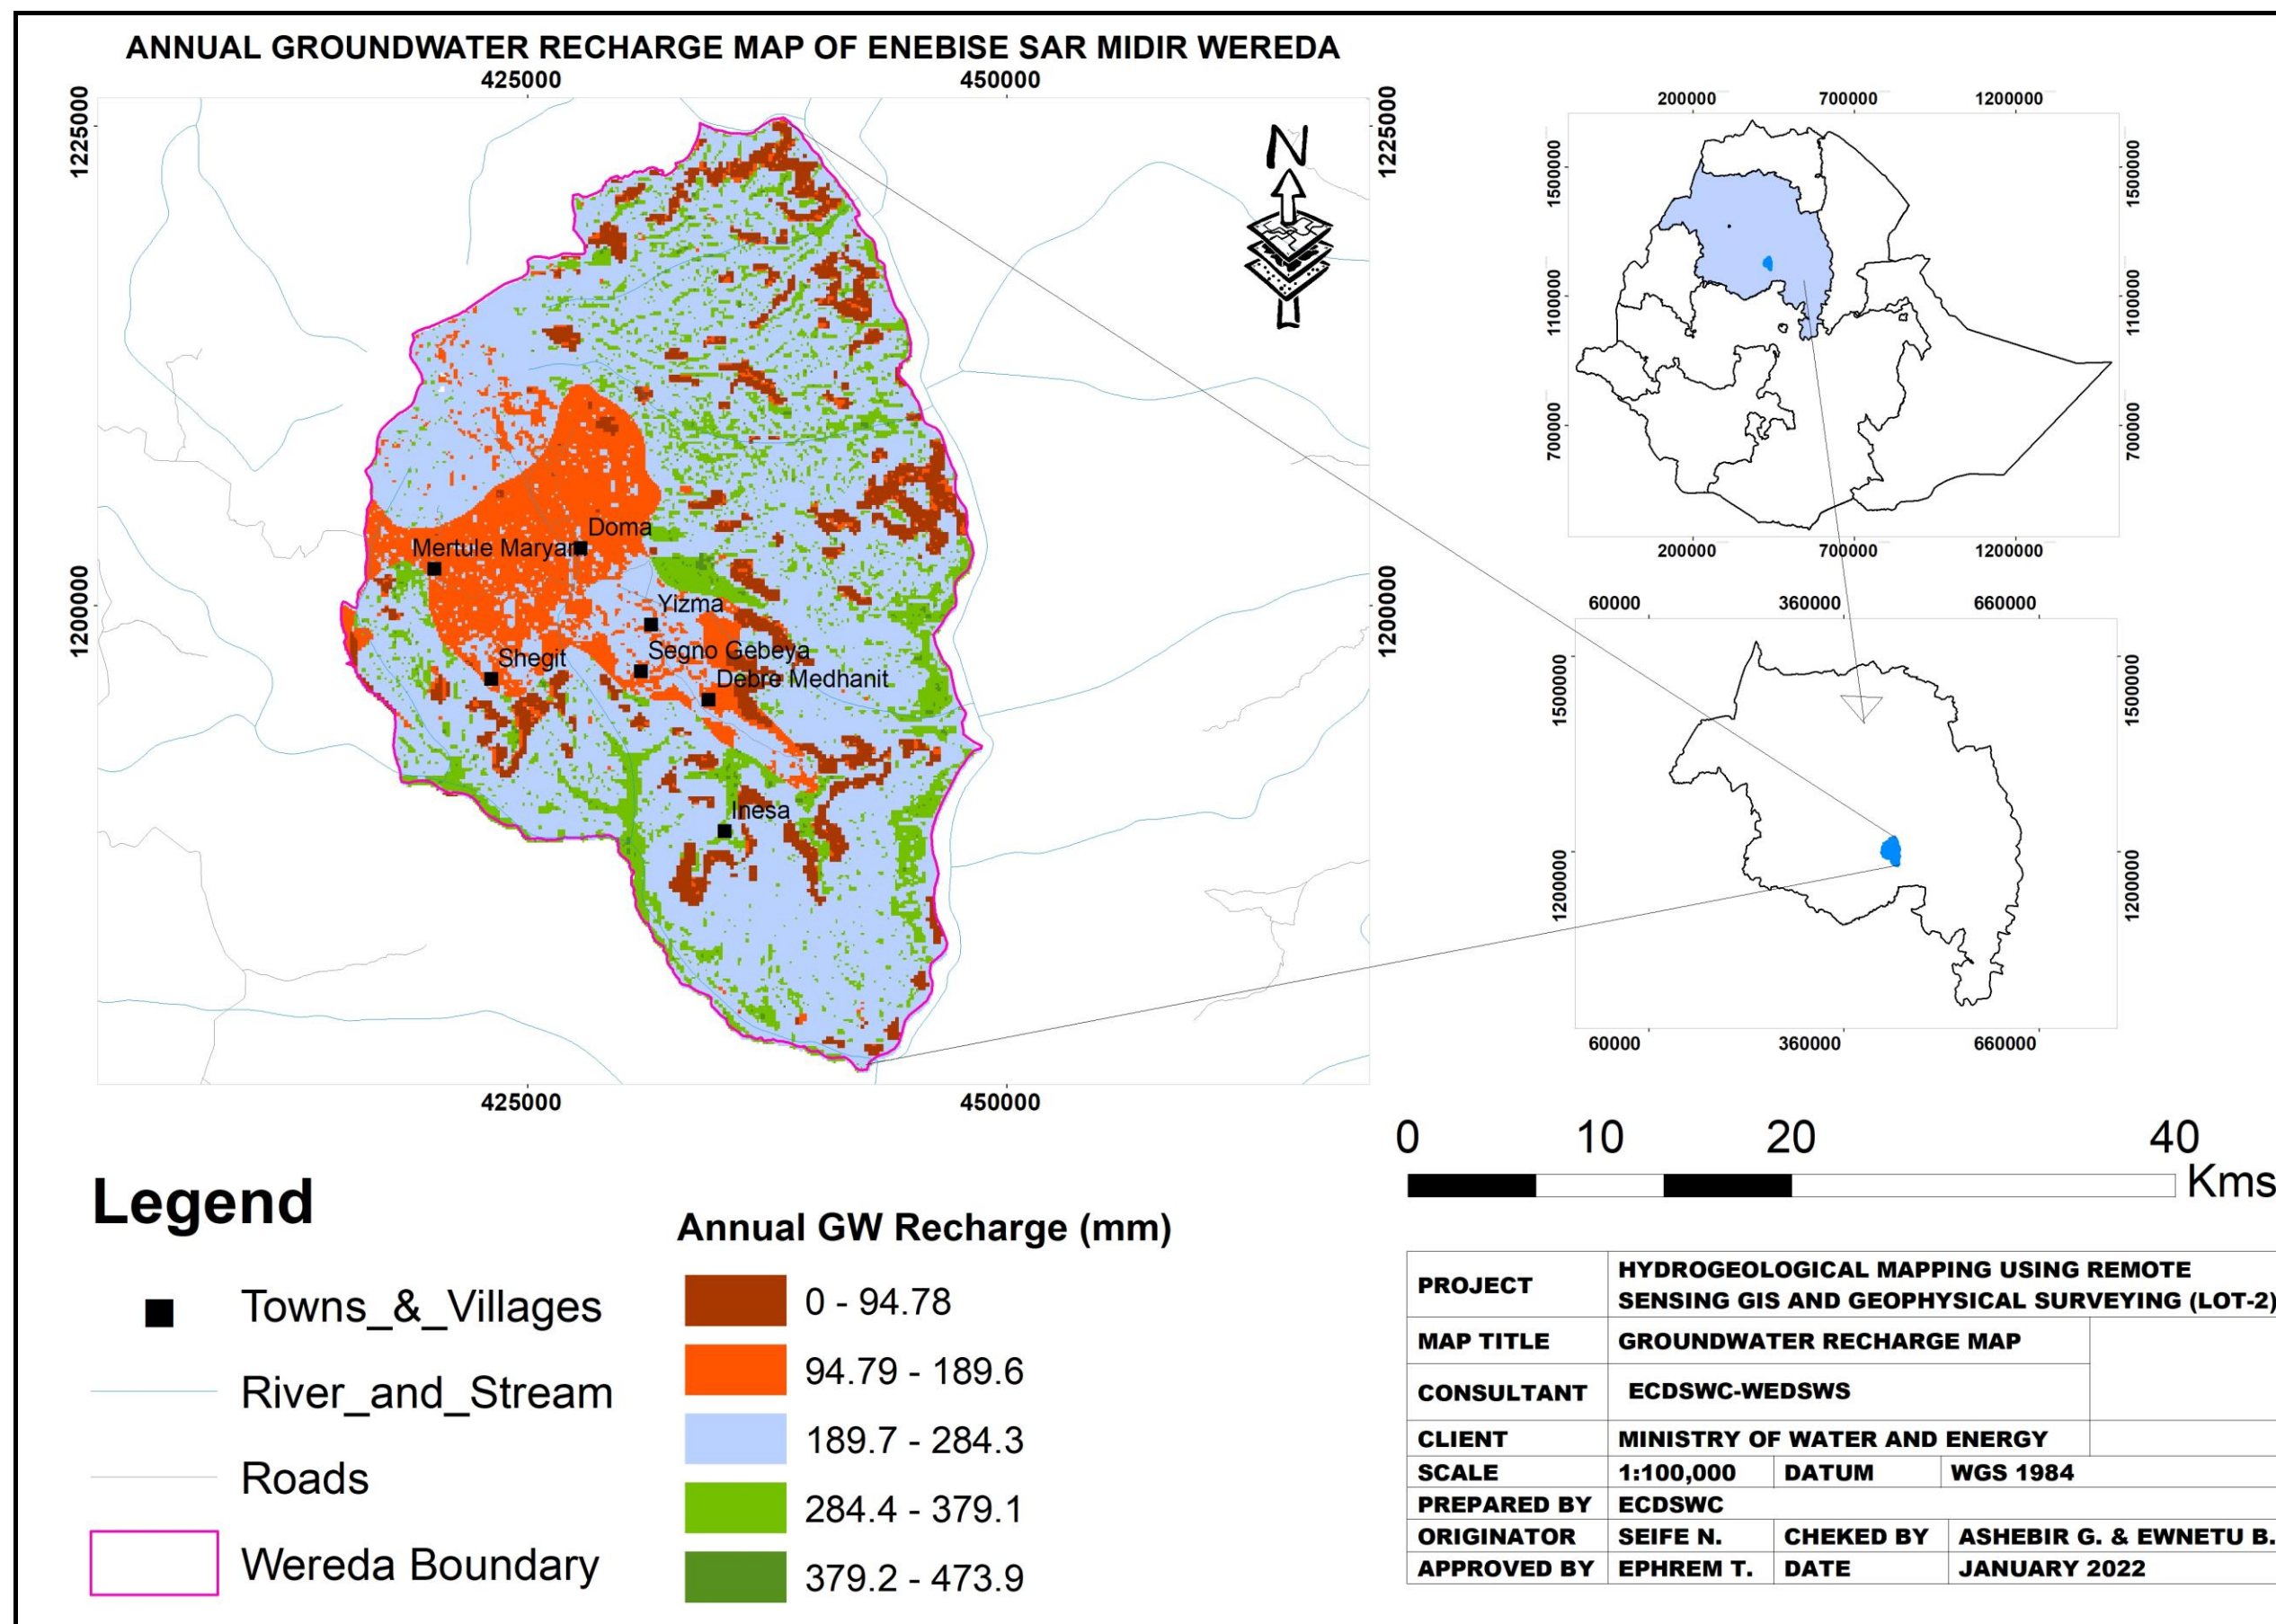 ANNUAL GROUNDWATER RECHARGE MAP OF ENEBISE SAR MIDIR WEREDA
425000 450000
1225000 1225000
1200000 1200000
N
Doma
Mertule Maryam
Yizma
Segno Gebeya
Shegit
Debre Medhanit
Inesa
425000 450000
200000 700000 1200000
1500000 1500000
1100000 1100000
700000 700000
200000 700000 1200000
60000 360000 660000
1500000 1500000
1200000 1200000
60000 360000 660000
0 10 20 40
Kms
Legend
Towns_&_Villages
River_and_Stream
Roads
Wereda Boundary
Annual GW Recharge (mm)
0 - 94.78
94.79 - 189.6
189.7 - 284.3
284.4 - 379.1
379.2 - 473.9
PROJECT HYDROGEOLOGICAL MAPPING USING REMOTE
SENSING GIS AND GEOPHYSICAL SURVEYING (LOT-2)
MAP TITLE GROUNDWATER RECHARGE MAP
CONSULTANT ECDSWC-WEDSWS
CLIENT MINISTRY OF WATER AND ENERGY
SCALE 1:100,000 DATUM WGS 1984
PREPARED BY ECDSWC
ORIGINATOR SEIFE N. CHEKED BY ASHEBIR G. & EWNETU B.
APPROVED BY EPHREM T. DATE JANUARY 2022